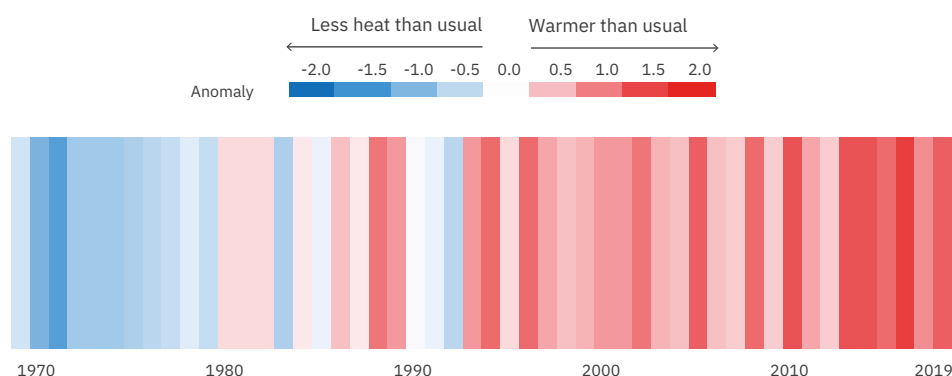 Less heat than usual Warmer than usual
-2.0 -1.5 -1.0 -0.5 0.0 0.5 1.0 1.5 2.0
Anomaly
1970 1980 1990 2000 2010 2019